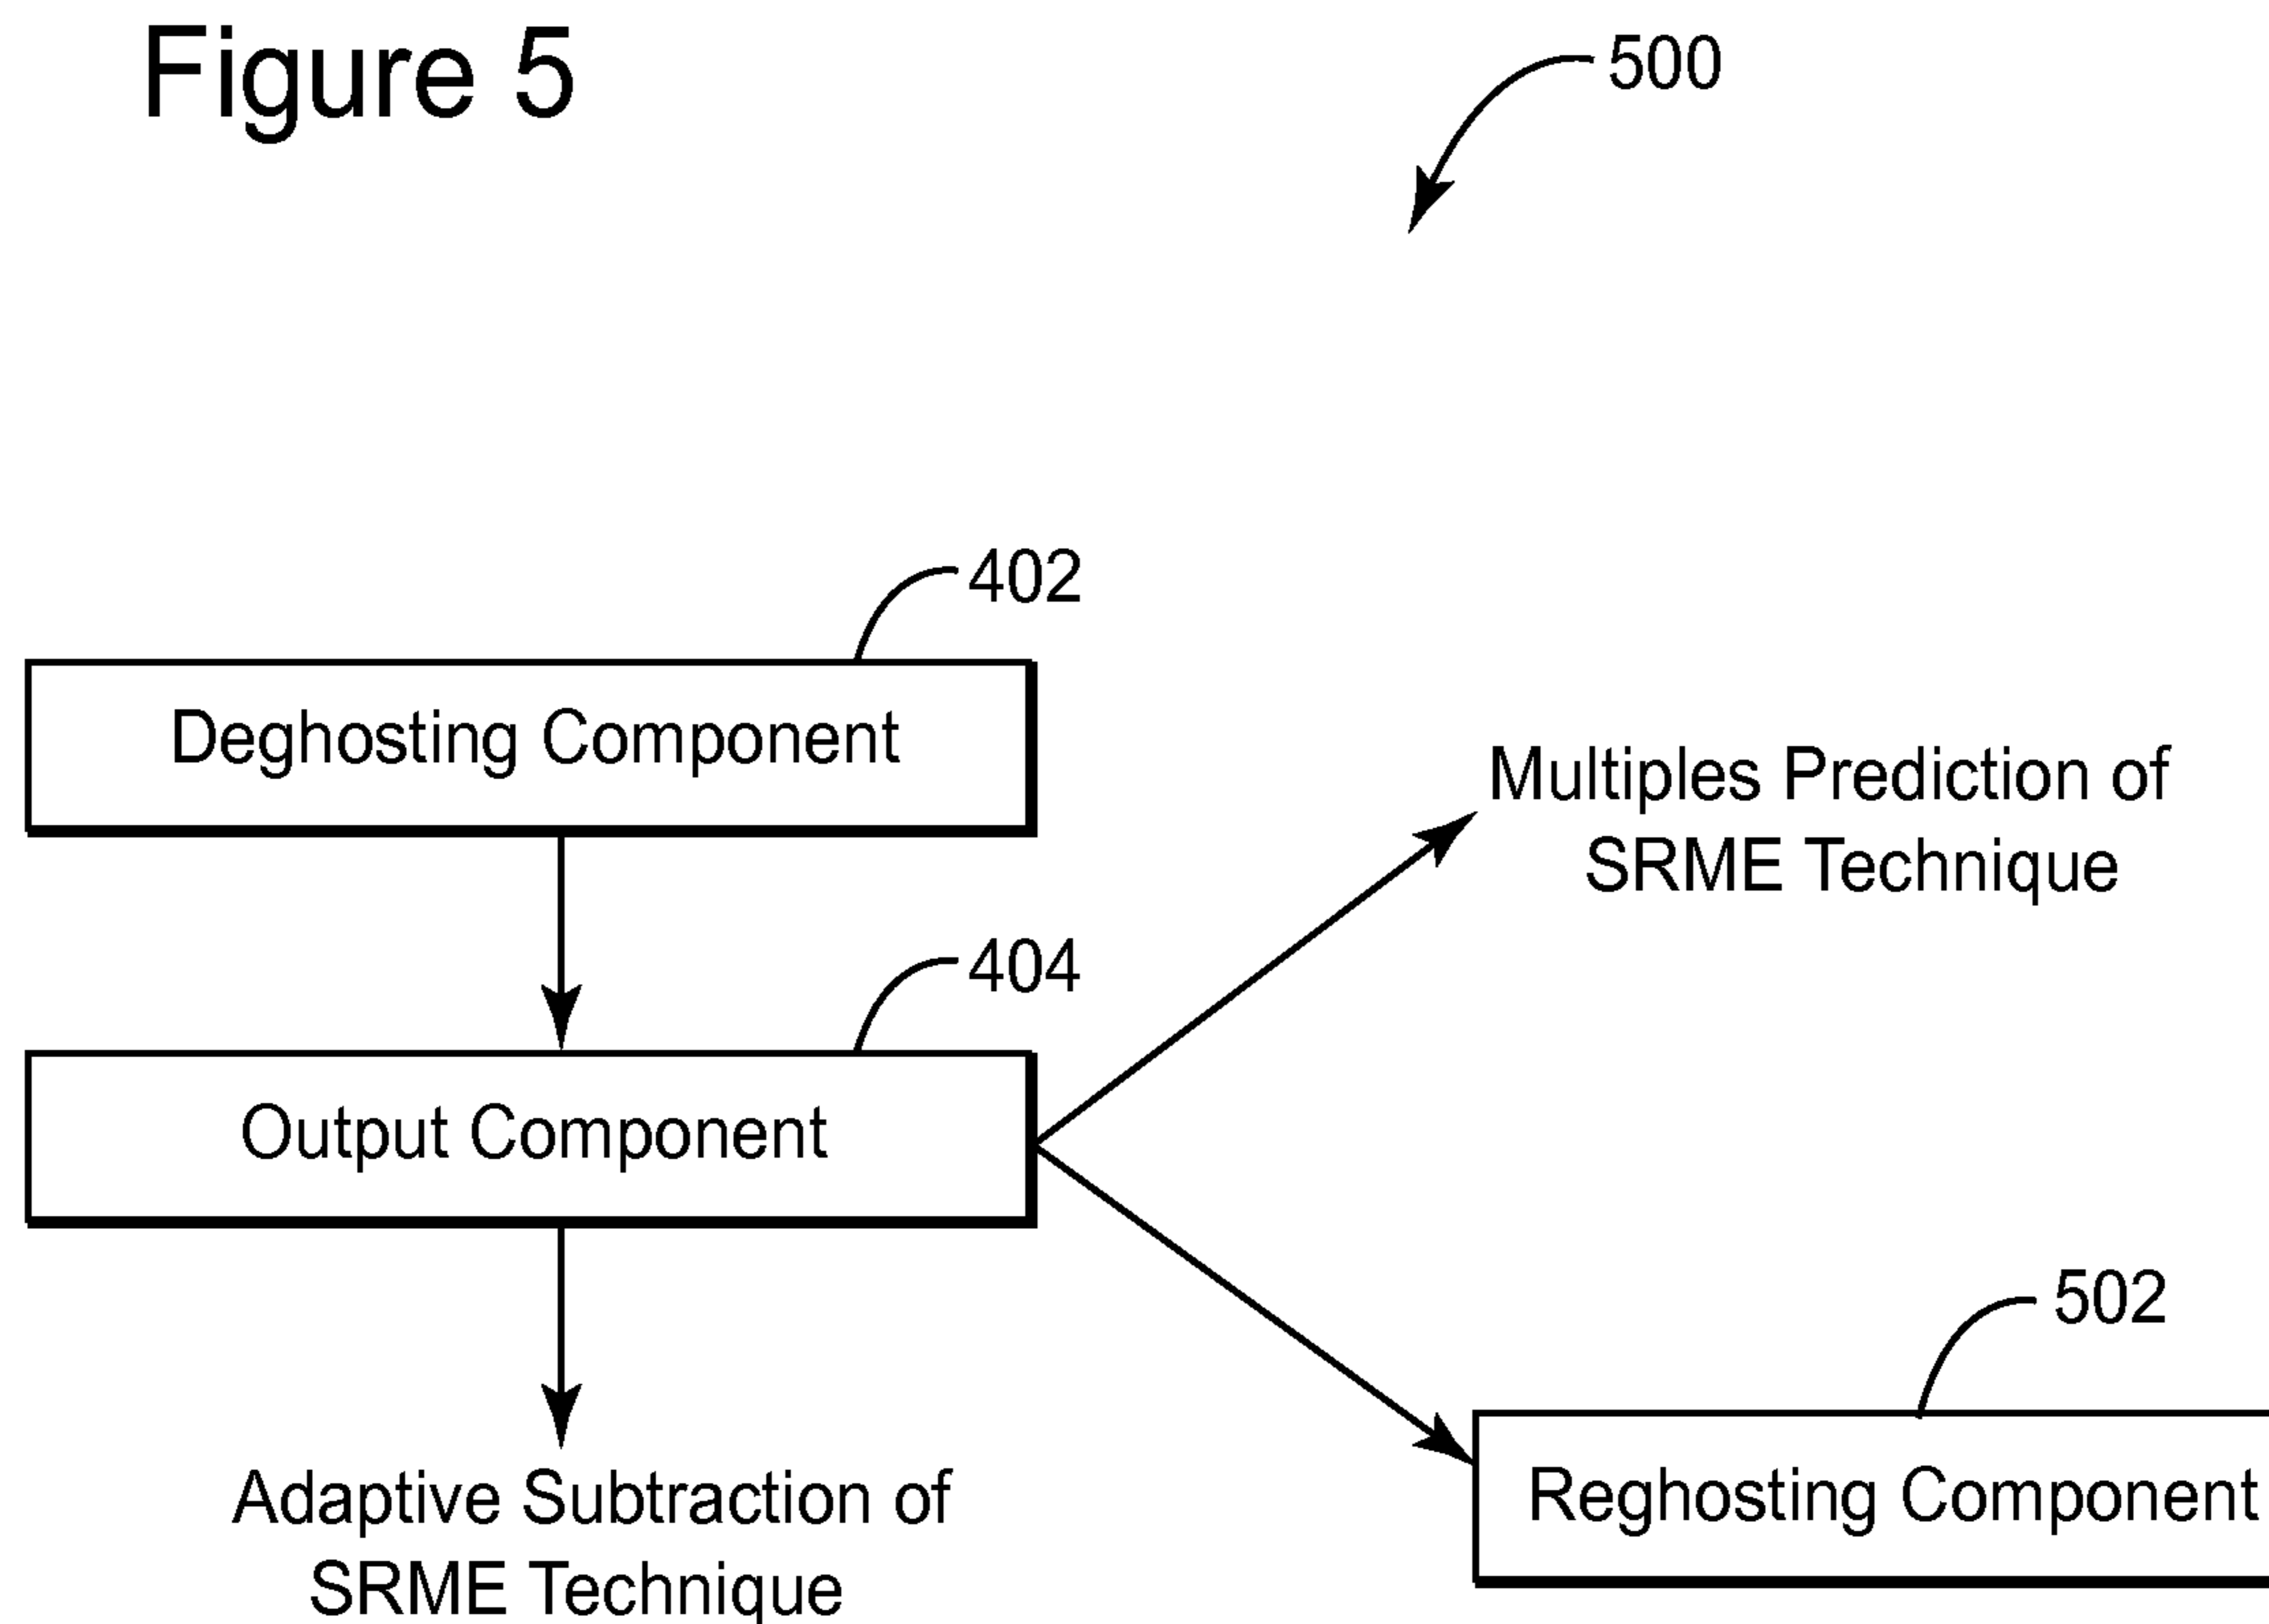 Figure 5
500
402
Deghosting Component
Multiples Prediction of
SRME Technique
404
Output Component
502
Reghosting Component
Adaptive Subtraction of
SRME Technique